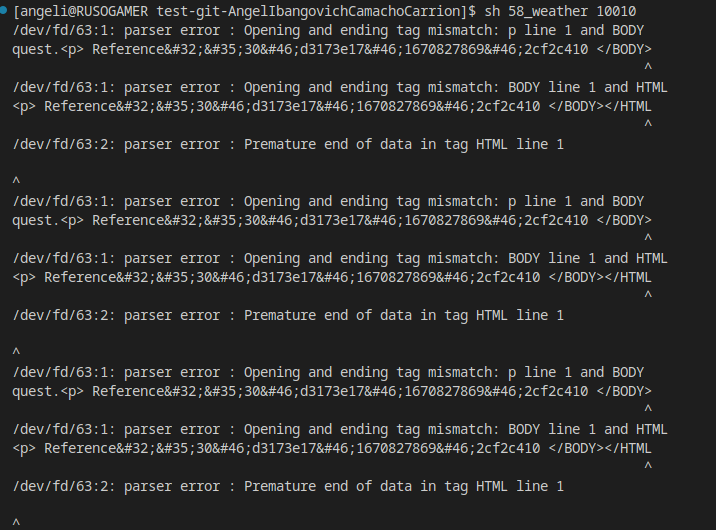 [angeli@RUSOGAMER test-git-AngelIbangovichCamachoCarrion]$ sh 58_weather 10010
/dev/fd/63:1: parser error : Opening and ending tag mismatch: p line 1 and BODY
quest.<p> Reference&#32;&#35;30&#46;d3173e17&#46;1670827869&#46;2cf2c410 </BODY>
^
/dev/fd/63:1: parser error : Opening and ending tag mismatch: BODY line 1 and HTML
<p> Reference&#32;&#35;30&#46;d3173e17&#46;1670827869&#46;2cf2c410 </BODY></HTML
^
/dev/fd/63:2: parser error : Premature end of data in tag HTML line 1
^
/dev/fd/63:1: parser error : Opening and ending tag mismatch: p line 1 and BODY
quest.<p> Reference&#32;&#35;30&#46;d3173e17&#46;1670827869&#46;2cf2c410 </BODY>
^
/dev/fd/63:1: parser error : Opening and ending tag mismatch: BODY line 1 and HTML
<p> Reference&#32;&#35;30&#46;d3173e17&#46;1670827869&#46;2cf2c410 </BODY></HTML
^
/dev/fd/63:2: parser error : Premature end of data in tag HTML line 1
^
/dev/fd/63:1: parser error : Opening and ending tag mismatch: p line 1 and BODY
quest.<p> Reference&#32;&#35;30&#46;d3173e17&#46;1670827869&#46;2cf2c410 </BODY>
^
/dev/fd/63:1: parser error : Opening and ending tag mismatch: BODY line 1 and HTML
<p> Reference&#32;&#35;30&#46;d3173e17&#46;1670827869&#46;2cf2c410 </BODY></HTML
^
/dev/fd/63:2: parser error : Premature end of data in tag HTML line 1
^